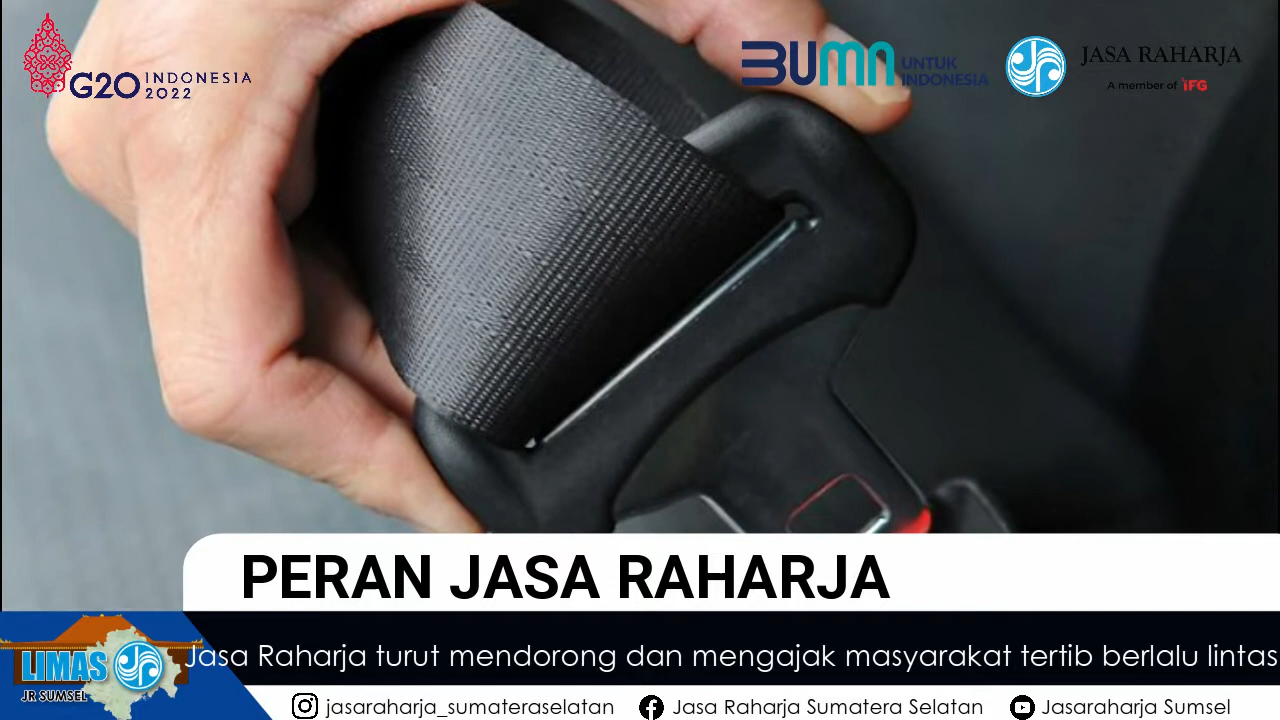 G20 INDONESIA
2022
BUMN UNTUK
INDONESIA
JASA RAHARJA
A member of IFG
PERAN JASA RAHARJA
Jasa Raharja turut mendorong dan mengajak masyarakat tertib berlalu lintas
LIMAS
JR SUMSEL
jasaraharja_sumateraselatan Jasa Raharja Sumatera Selatan Jasaraharja Sumsel